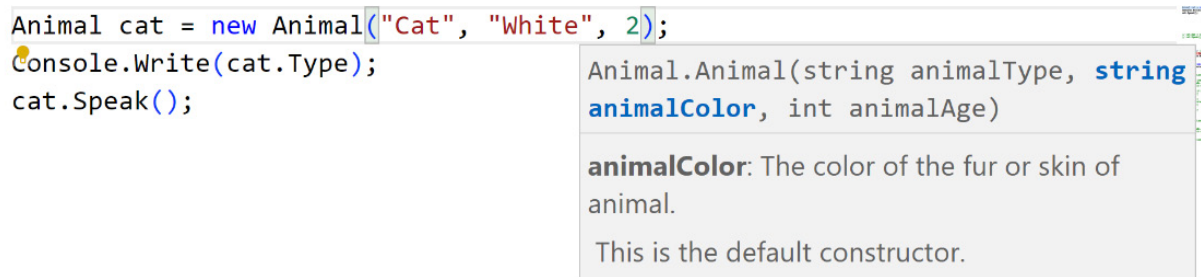 Animal cat = new Animal("Cat", "White", 2);
Console.Write(cat.Type);
cat.Speak();
Animal.Animal(string animalType, string
animalColor, int animalAge)
animalColor: The color of the fur or skin of
animal.
This is the default constructor.